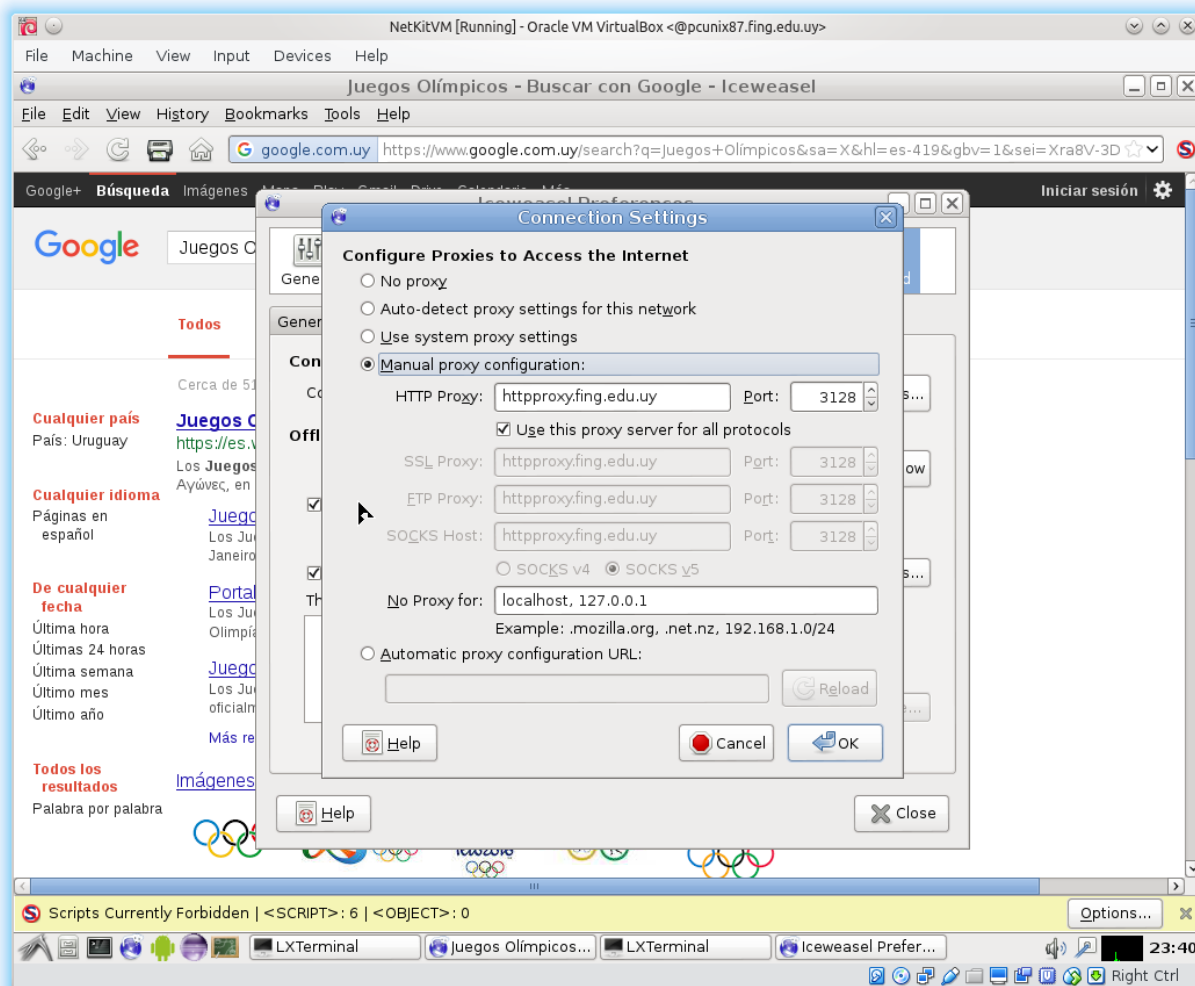 NetKitVM [Running] - Oracle VM VirtualBox <@pcunix87.fing.edu.uy>
File Machine View Input Devices Help
Juegos Olímpicos - Buscar con Google - Iceweasel
File Edit View History Bookmarks Tools Help
google.com.uy https://www.google.com.uy/search?q=Juegos+Olímpicos&sa=X&hl=es-419&gbv=1&sei=Xra8V-3D
Google+ Búsqueda Imágenes Iniciar sesión
Iceweasel Preferences
Connection Settings
Google Juegos O
Configure Proxies to Access the Internet
Gene
No proxy
Auto-detect proxy settings for this network
Todos Gener
Use system proxy settings
Con
Manual proxy configuration:
Cerca de 51
HTTP Proxy: httpproxy.fing.edu.uy Port: 3128
Use this proxy server for all protocols
SSL Proxy: httpproxy.fing.edu.uy Port: 3128
FTP Proxy: httpproxy.fing.edu.uy Port: 3128
SOCKS Host: httpproxy.fing.edu.uy Port: 3128
SOCKS v4 SOCKS v5
No Proxy for: localhost, 127.0.0.1
Example: .mozilla.org, .net.nz, 192.168.1.0/24
Automatic proxy configuration URL:
Reload
Help Cancel OK
Help Close
Cualquier país
País: Uruguay
Cualquier idioma
Páginas en
español
De cualquier
fecha
Última hora
Últimas 24 horas
Última semana
Último mes
Último año
Todos los
resultados
Palabra por palabra
Juegos O
https://es.
Los Juegos
Αγώνες, en
Juego
Los Jue
Janeiro
Portal
Los Jue
Olimpía
Juego
Los Jue
oficialm
Más re
Imágenes
Offl
Th
ow
Scripts Currently Forbidden | <SCRIPT>: 6 | <OBJECT>: 0 Options...
LXTerminal Juegos Olímpicos... LXTerminal Iceweasel Prefer... 23:40
Right Ctrl